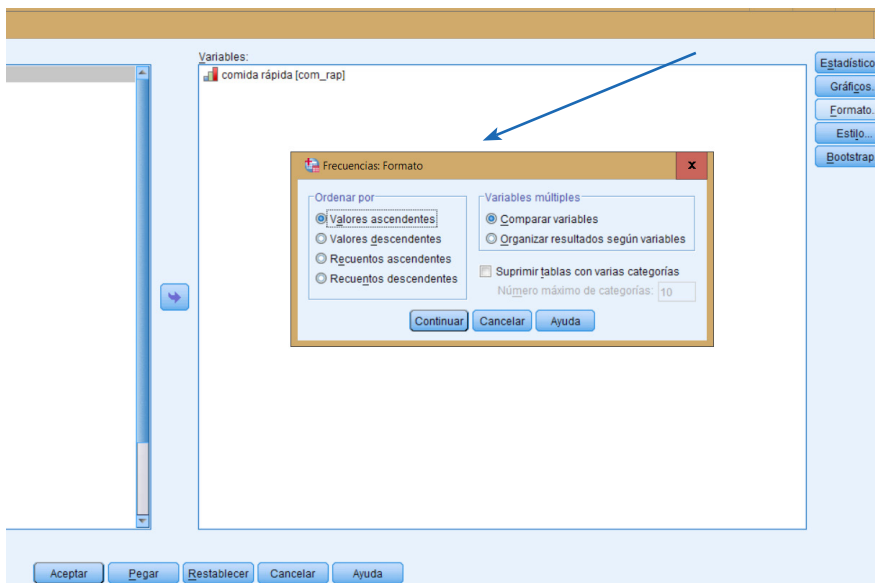 Variables:
comida rápida [com_rap]
Estadístico
Gráficos..
Formato..
Estilo...
Bootstrap
Frecuencias: Formato
x
Ordenar por
Valores ascendentes
Valores descendentes
Recuentos ascendentes
Recuentos descendentes
Variables múltiples
Comparar variables
Organizar resultados según variables
Suprimir tablas con varias categorías
Número máximo de categorías: 10
Continuar Cancelar Ayuda
Aceptar Pegar Restablecer Cancelar Ayuda